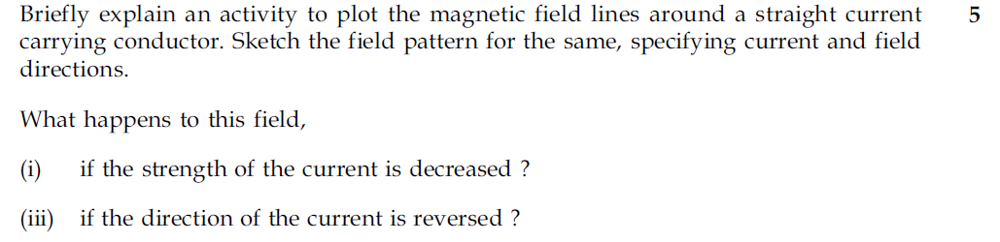 Briefly explain an activity to plot the magnetic field lines around a straight current 5
carrying conductor. Sketch the field pattern for the same, specifying current and field
directions.
What happens to this field,
(i) if the strength of the current is decreased ?
(iii) if the direction of the current is reversed ?